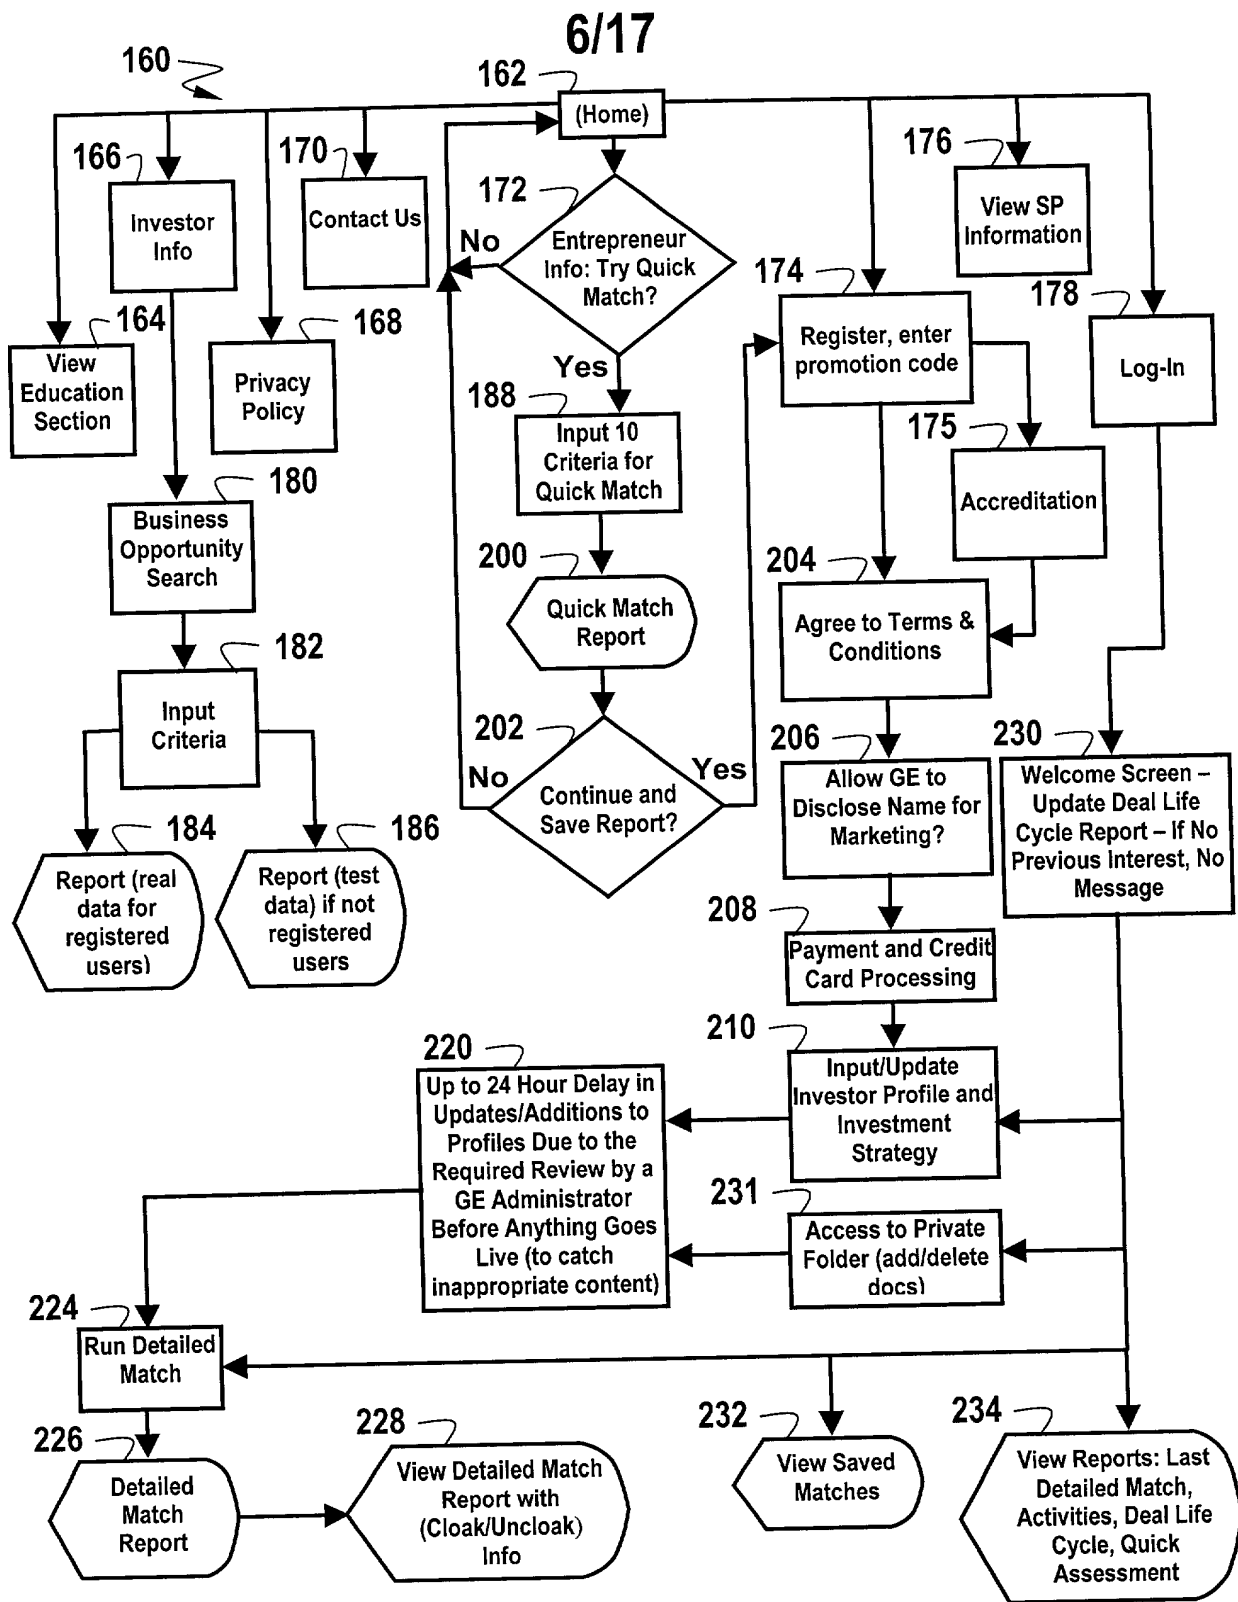 6/17
160
162
(Home)
166
Investor
Info
170
Contact Us
172
Entrepreneur
Info: Try Quick
Match?
No
Yes
176
View SP
Information
174
Register, enter
promotion code
178
Log-In
164
View
Education
Section
168
Privacy
Policy
188
Input 10
Criteria for
Quick Match
175
Accreditation
180
Business
Opportunity
Search
200
Quick Match
Report
204
Agree to Terms &
Conditions
182
Input
Criteria
202
Continue and
Save Report?
No
Yes
206
Allow GE to
Disclose Name for
Marketing?
230
Welcome Screen –
Update Deal Life
Cycle Report – If No
Previous Interest, No
Message
184
Report (real
data for
registered
users)
186
Report (test
data) if not
registered
users
208
Payment and Credit
Card Processing
210
Input/Update
Investor Profile and
Investment
Strategy
220
Up to 24 Hour Delay in
Updates/Additions to
Profiles Due to the
Required Review by a
GE Administrator
Before Anything Goes
Live (to catch
inappropriate content)
231
Access to Private
Folder (add/delete
docs)
224
Run Detailed
Match
226
Detailed
Match
Report
228
View Detailed Match
Report with
(Cloak/Uncloak)
Info
232
View Saved
Matches
234
View Reports: Last
Detailed Match,
Activities, Deal Life
Cycle, Quick
Assessment